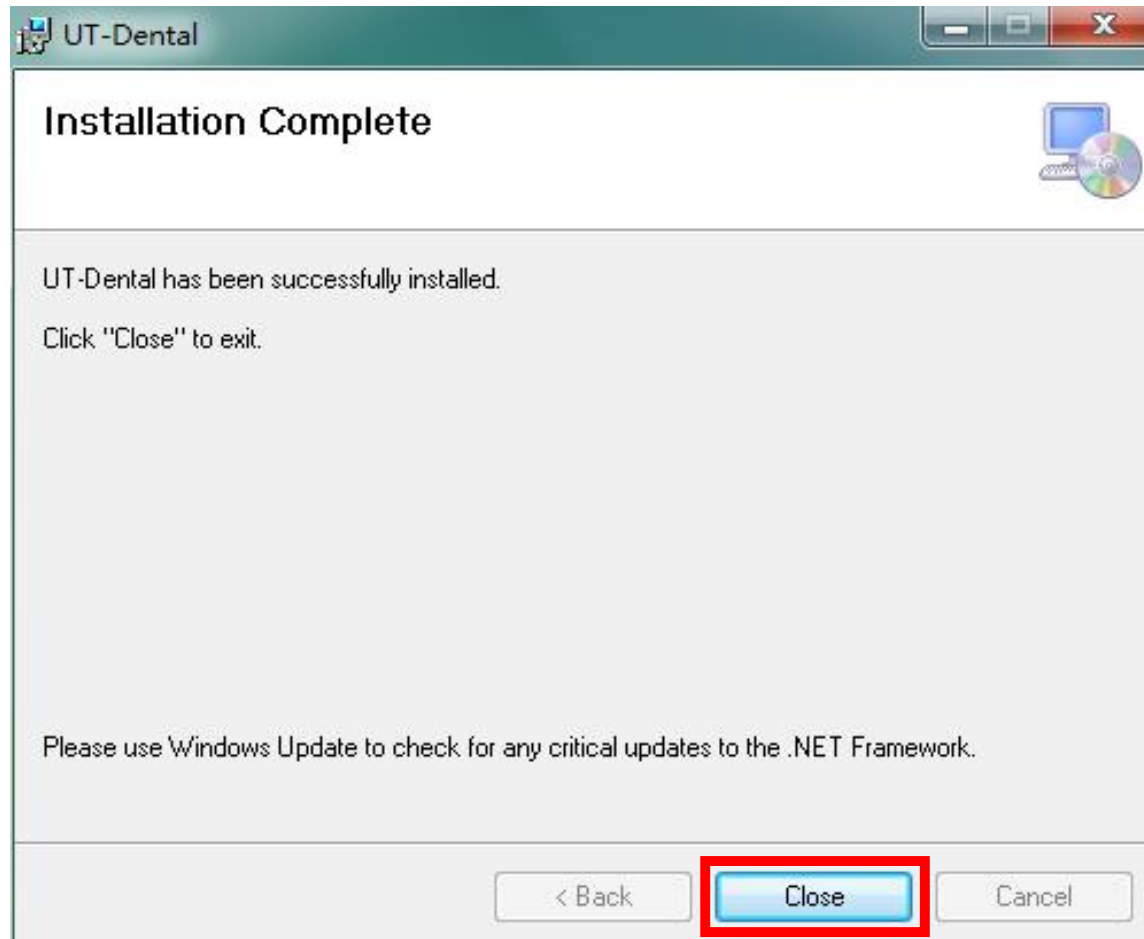 UT-Dental
Installation Complete
UT-Dental has been successfully installed.
Click "Close" to exit.
Please use Windows Update to check for any critical updates to the .NET Framework.
< Back
Close
Cancel